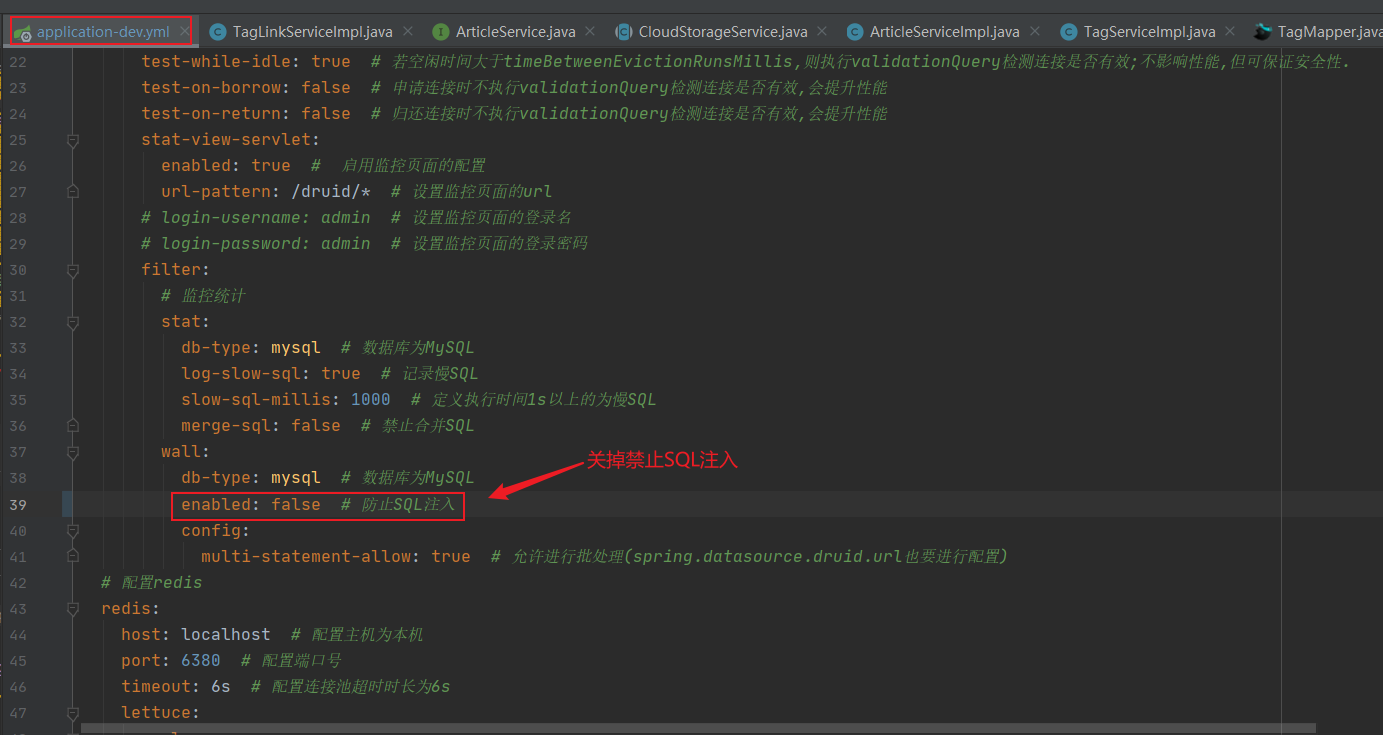 application-dev.yml TagLinkServiceImpl.java ArticleService.java CloudStorageService.java ArticleServiceImpl.java TagServiceImpl.java TagMapper.java
22 test-while-idle: true # 若空闲时间大于timeBetweenEvictionRunsMillis,则执行validationQuery检测连接是否有效;不影响性能,但可保证安全性.
23 test-on-borrow: false # 申请连接时不执行validationQuery检测连接是否有效,会提升性能
24 test-on-return: false # 归还连接时不执行validationQuery检测连接是否有效,会提升性能
25 stat-view-servlet:
26 enabled: true # 启用监控页面的配置
27 url-pattern: /druid/* # 设置监控页面的url
28 # login-username: admin # 设置监控页面的登录名
29 # login-password: admin # 设置监控页面的登录密码
30 filter:
31 # 监控统计
32 stat:
33 db-type: mysql # 数据库为MySQL
34 log-slow-sql: true # 记录慢SQL
35 slow-sql-millis: 1000 # 定义执行时间1s以上的为慢SQL
36 merge-sql: false # 禁止合并SQL
37 wall:
关掉禁止SQL注入
38 db-type: mysql # 数据库为MySQL
39 enabled: false # 防止SQL注入
40 config:
41 multi-statement-allow: true # 允许进行批处理(spring.datasource.druid.url也要进行配置)
42 # 配置redis
43 redis:
44 host: localhost # 配置主机为本机
45 port: 6380 # 配置端口号
46 timeout: 6s # 配置连接池超时时长为6s
47 lettuce: